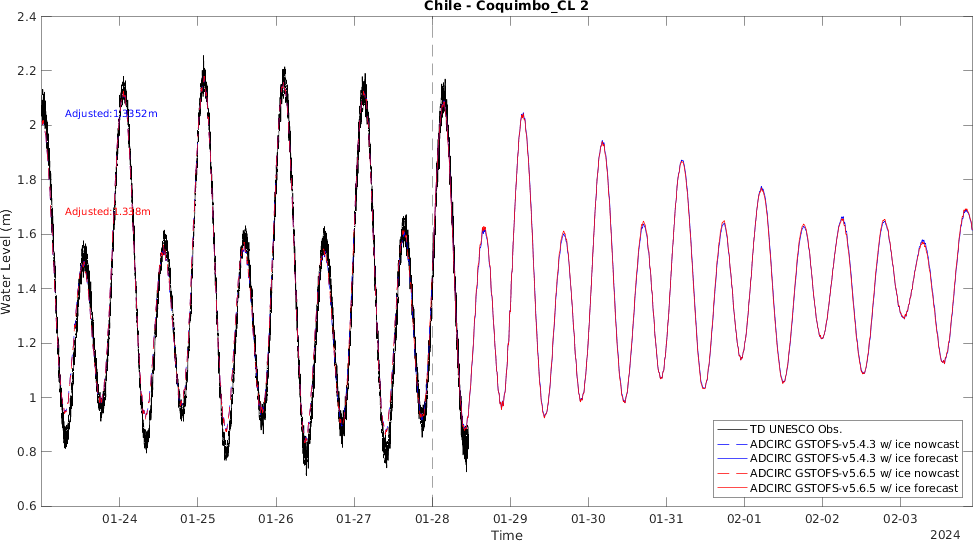 Chile - Coquimbo_CL 2
2.4
2.2
2
1.8
1.6
1.4
1.2
1
0.8
0.6
Water Level (m)
Adjusted:1.3352m
Adjusted:1.338m
TD UNESCO Obs.
ADCIRC GSTOFS-v5.4.3 w/ ice nowcast
ADCIRC GSTOFS-v5.4.3 w/ ice forecast
ADCIRC GSTOFS-v5.6.5 w/ ice nowcast
ADCIRC GSTOFS-v5.6.5 w/ ice forecast
01-24 01-25 01-26 01-27 01-28 01-29 01-30 01-31 02-01 02-02 02-03
Time
2024